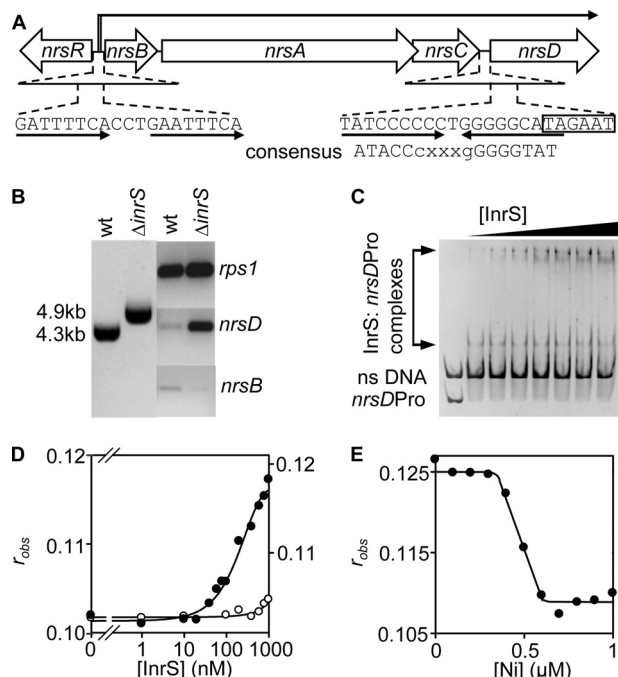 A
nrsR nrsB nrsA nrsC nrsD
GATTTTCACCTGAATTTCA TATCCCCCCTGGGGGCATAGAAT
consensus ATACCcxxxgGGGGTAT
B
wt ΔinrS wt ΔinrS
rps1
4.9kb
4.3kb
nrsD
nrsB
C
[InrS]
InrS: nrsDPro
complexes
ns DNA
nrsDPro
D
0.12
0.11
0.10
0.12
0.11
robs
0 1 10 100 1000
[InrS] (nM)
E
0.125
0.115
0.105
robs
0 0.5 1
[Ni] (µM)